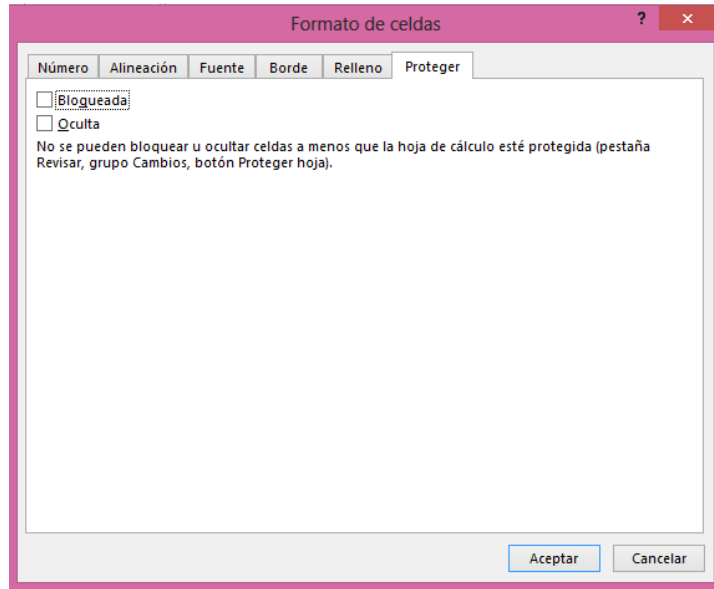 Formato de celdas
?
×
Número
Alineación
Fuente
Borde
Relleno
Proteger
Bloqueada
Oculta
No se pueden bloquear u ocultar celdas a menos que la hoja de cálculo esté protegida (pestaña
Revisar, grupo Cambios, botón Proteger hoja).
Aceptar
Cancelar